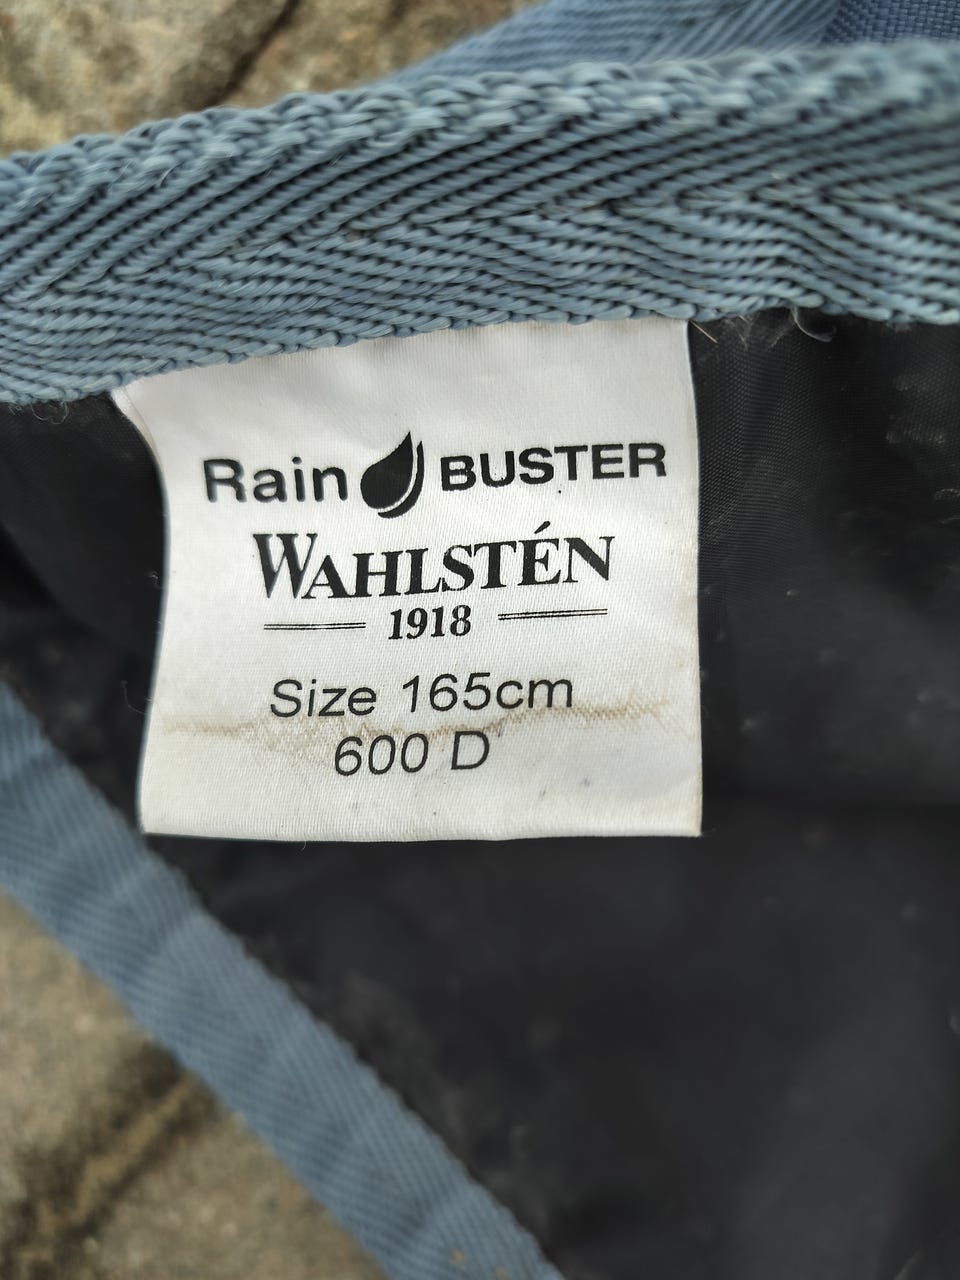 Rain BUSTER
WAHLSTÉN
1918
Size 165cm
600 D